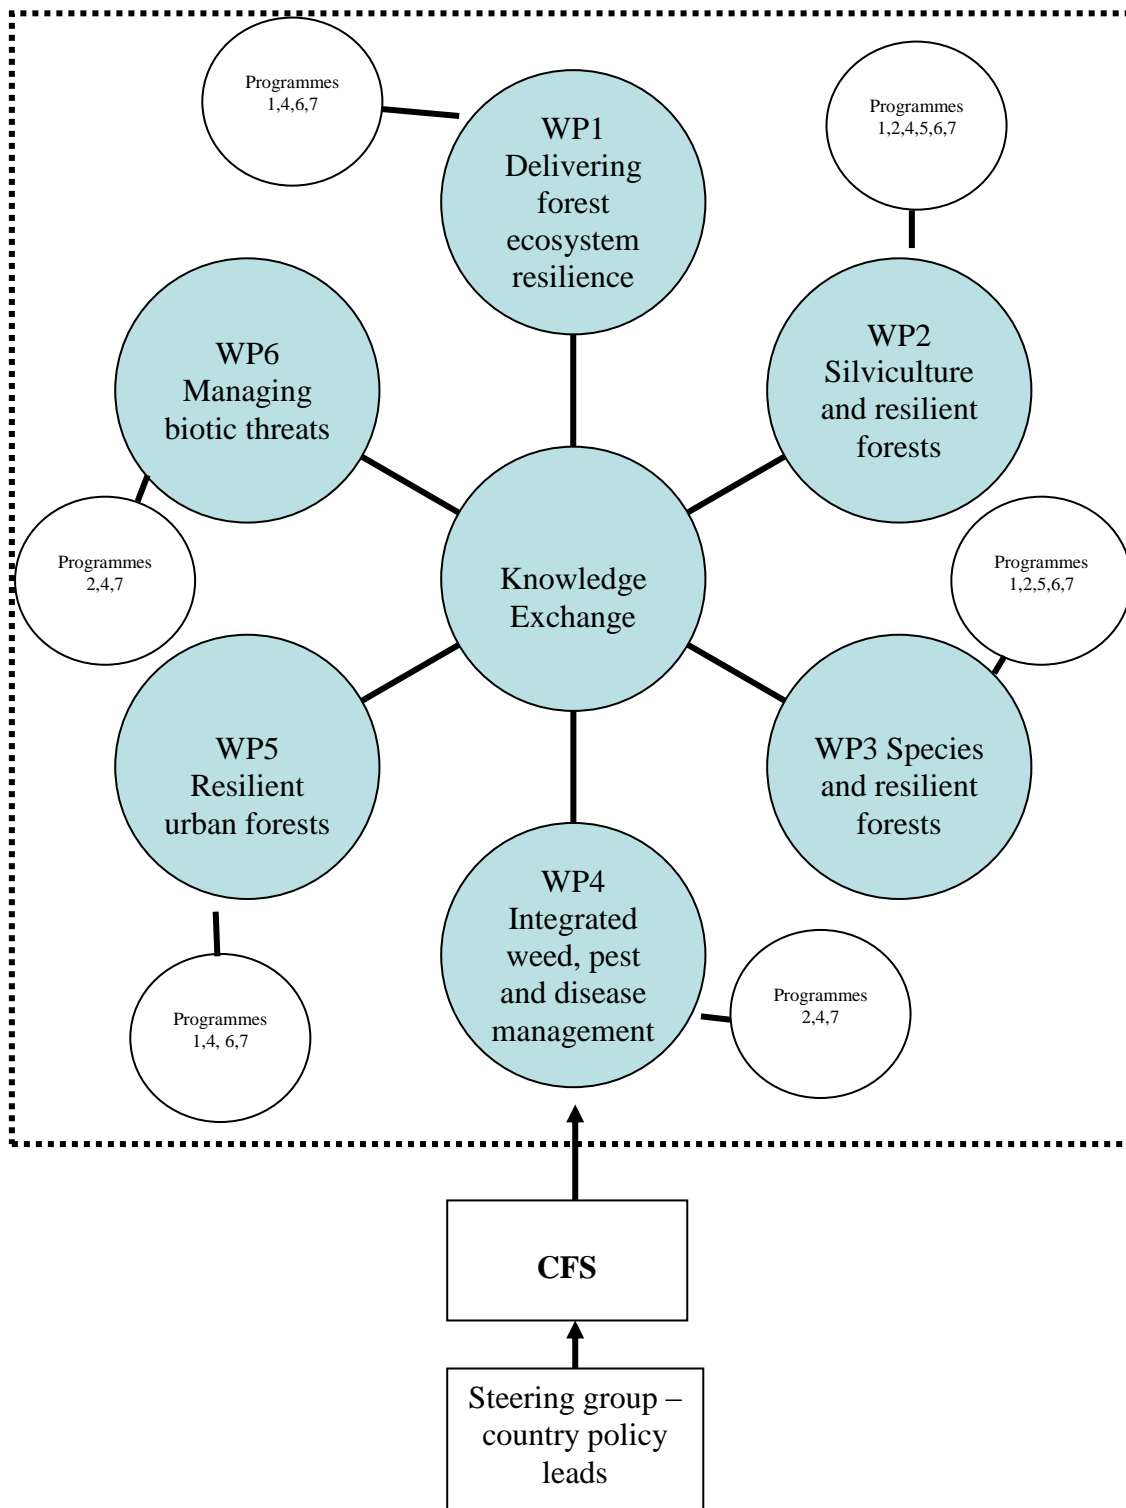 Programmes
1,4,6,7
WP1
Delivering
forest
ecosystem
resilience
Programmes
1,2,4,5,6,7
WP6
Managing
biotic threats
WP2
Silviculture
and resilient
forests
Programmes
2,4,7
Knowledge
Exchange
Programmes
1,2,5,6,7
WP5
Resilient
urban forests
WP3 Species
and resilient
forests
WP4
Integrated
weed, pest
and disease
management
Programmes
1,4, 6,7
Programmes
2,4,7
CFS
Steering group –
country policy
leads